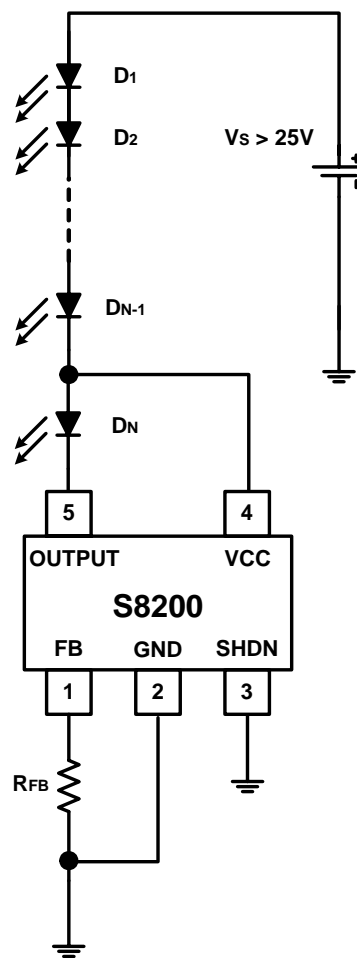 D1
D2
VS > 25V
+
DN-1
DN
5
4
OUTPUT
VCC
S8200
FB
GND
SHDN
1
2
3
RFB